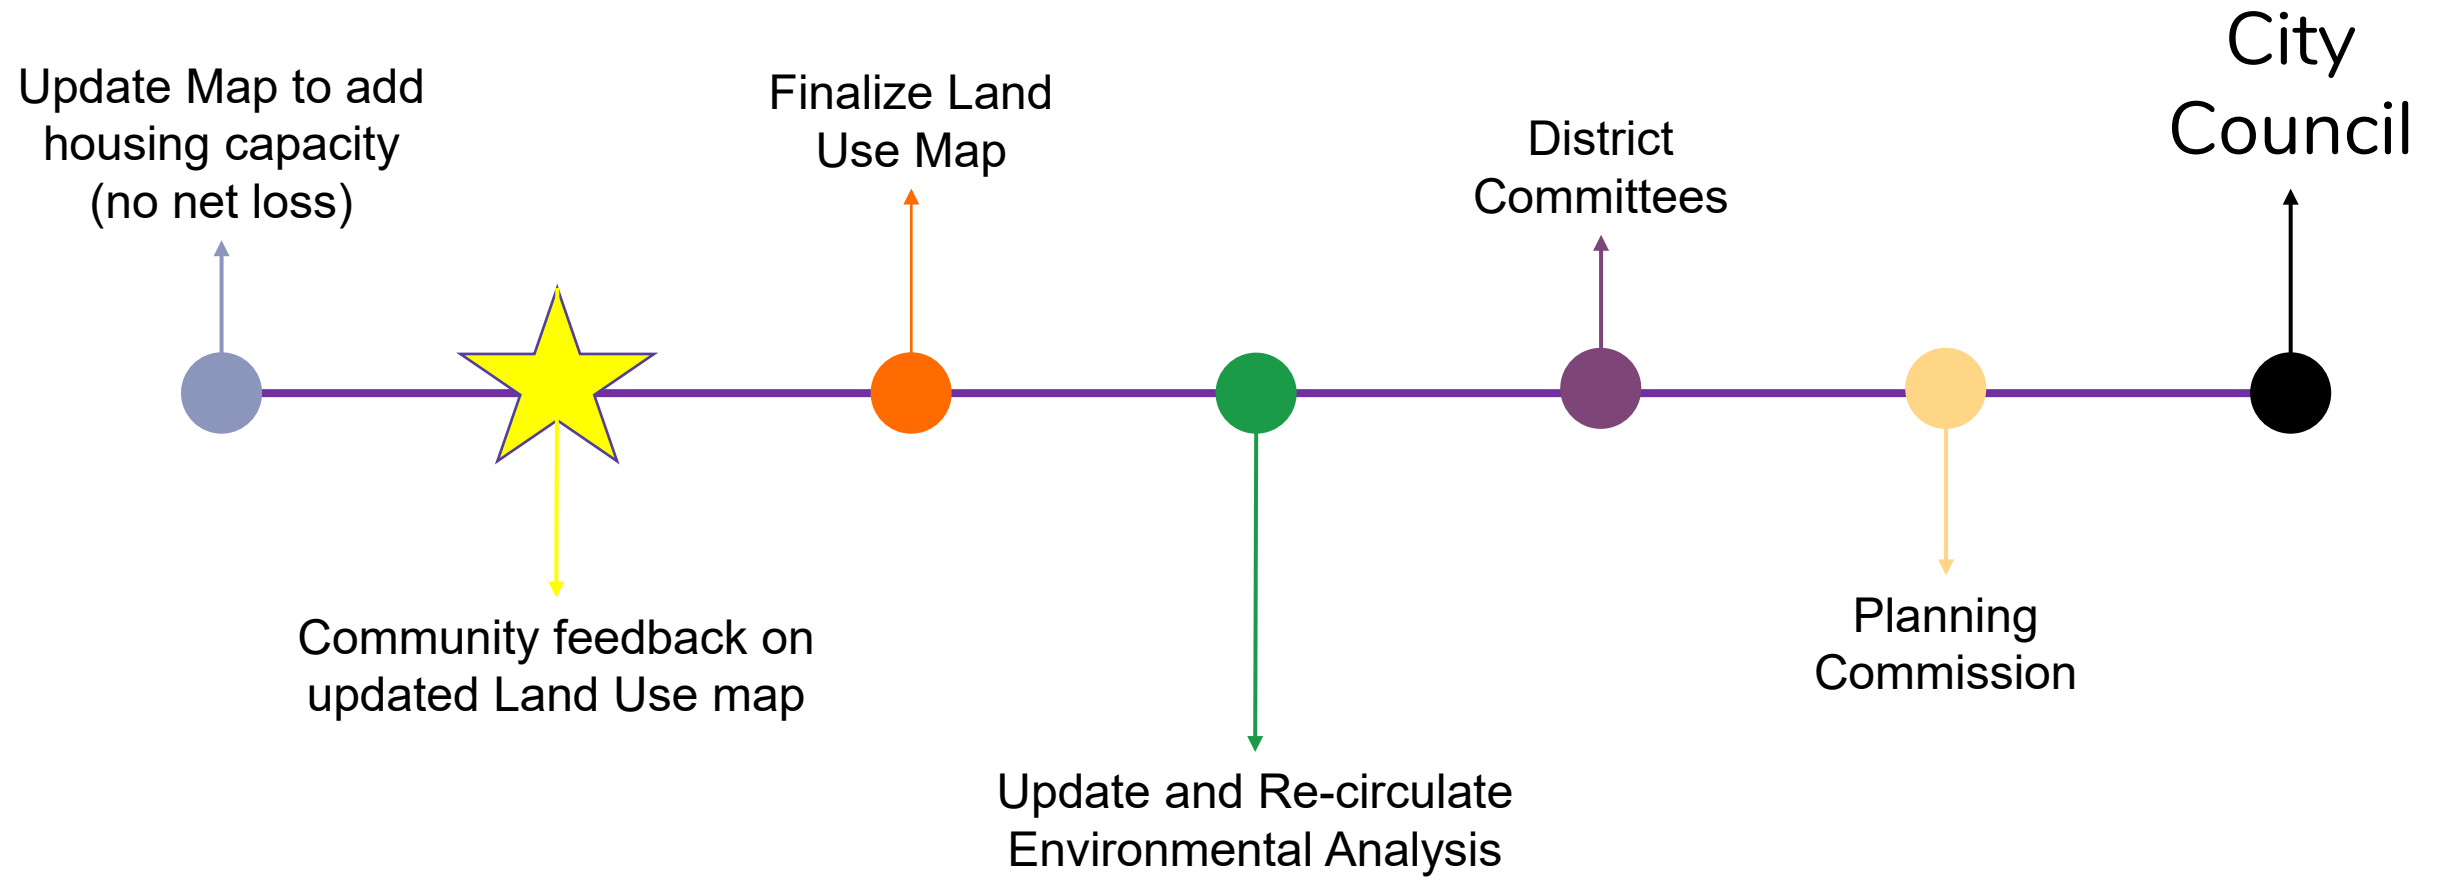 Update Map to add
housing capacity
(no net loss)
Community feedback on
updated Land Use map
Finalize Land
Use Map
Update and Re-circulate
Environmental Analysis
District
Committees
Planning
Commission
City
Council